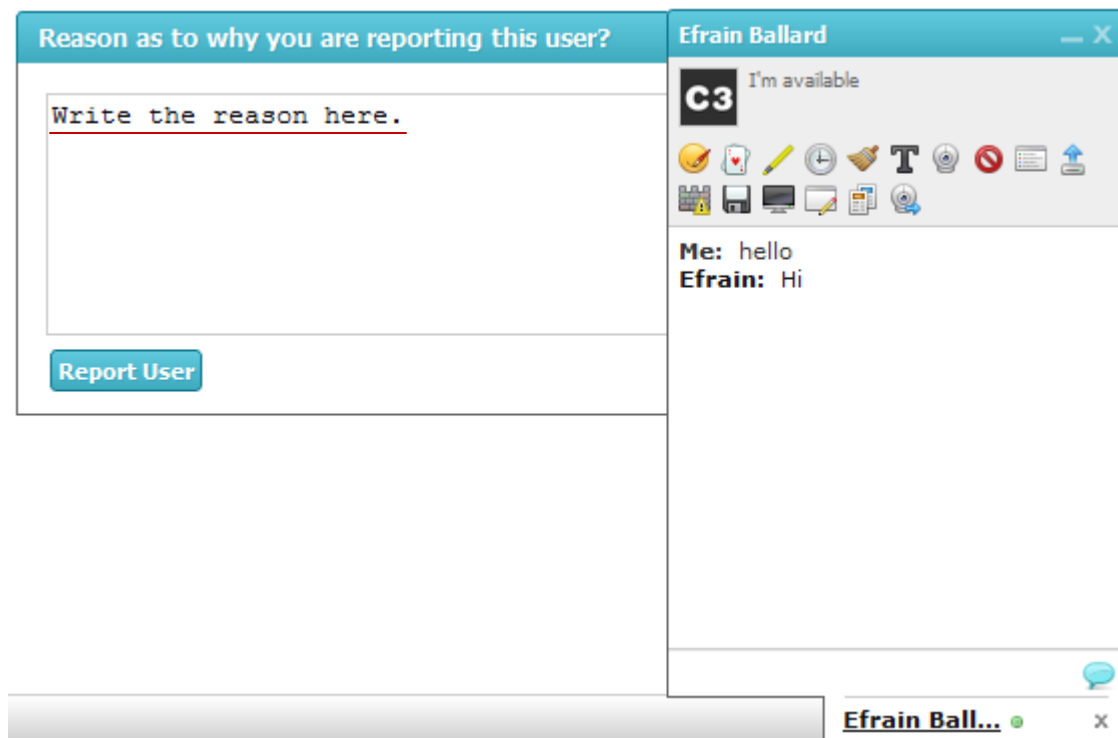 Reason as to why you are reporting this user?
Write the reason here.
Report User
Efrain Ballard
C3
I'm available
Me: hello
Efrain: Hi
Efrain Ball...